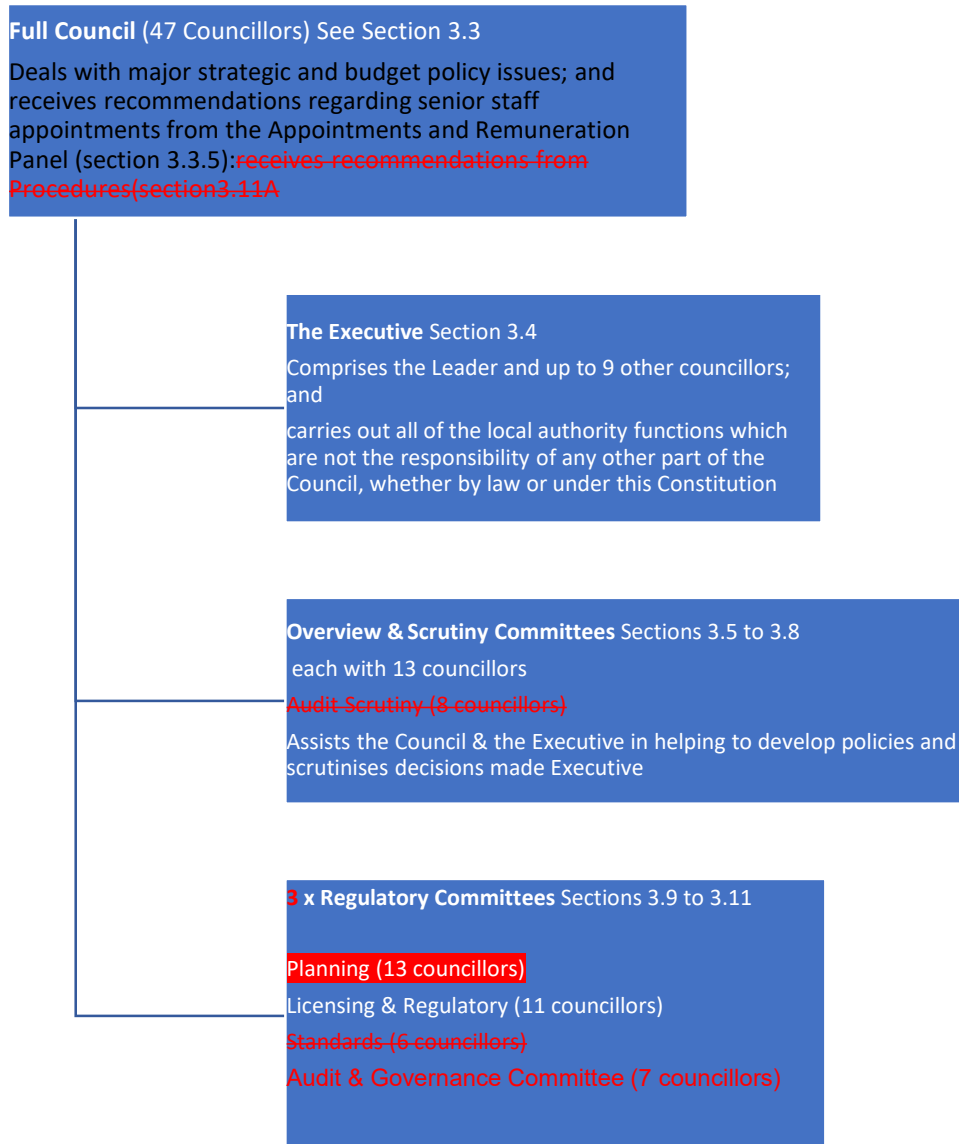 Full Council (47 Councillors) See Section 3.3
Deals with major strategic and budget policy issues; and
receives recommendations regarding senior staff
appointments from the Appointments and Remuneration
Panel (section 3.3.5):receives recommendations from
Procedures(section3.11A
The Executive Section 3.4
Comprises the Leader and up to 9 other councillors;
and
carries out all of the local authority functions which
are not the responsibility of any other part of the
Council, whether by law or under this Constitution
Overview & Scrutiny Committees Sections 3.5 to 3.8
each with 13 councillors
Audit Scrutiny (8 councillors)
Assists the Council & the Executive in helping to develop policies and
scrutinises decisions made Executive
3 x Regulatory Committees Sections 3.9 to 3.11
Planning (13 councillors)
Licensing & Regulatory (11 councillors)
Standards (6 councillors)
Audit & Governance Committee (7 councillors)